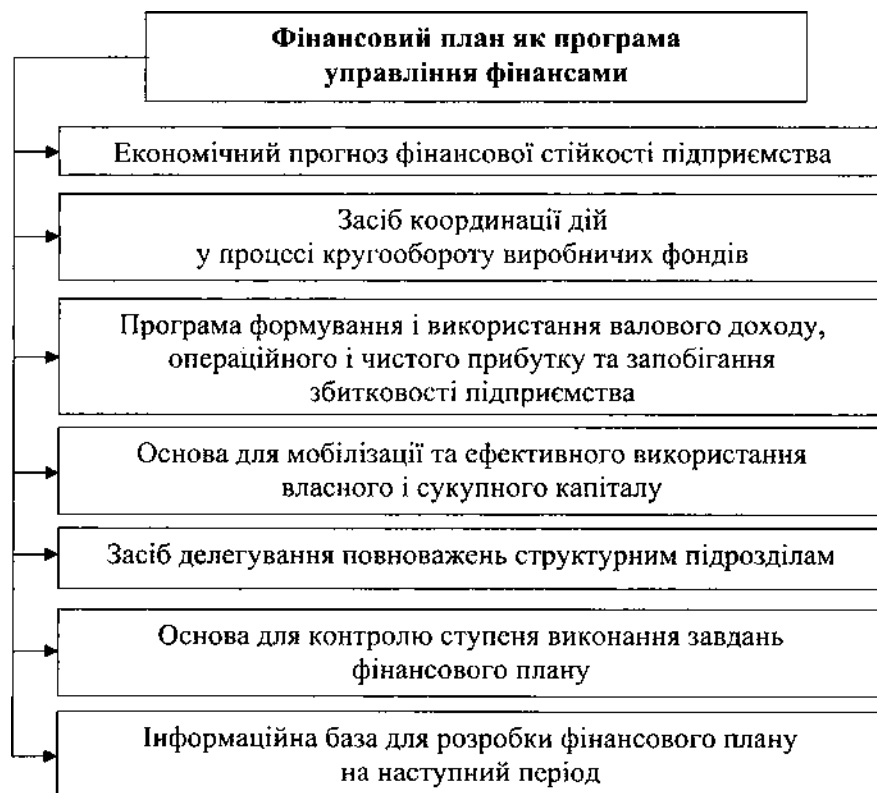 Фінансовий план як програма
управління фінансами
Економічний прогноз фінансової стійкості підприємства
Засіб координації дій
у процесі кругообороту виробничих фондів
Програма формування і використання валового доходу,
операційного і чистого прибутку та запобігання
збитковості підприємства
Основа для мобілізації та ефективного використання
власного і сукупного капіталу
Засіб делегування повноважень структурним підрозділам
Основа для контролю ступеня виконання завдань
фінансового плану
Інформаційна база для розробки фінансового плану
на наступний період